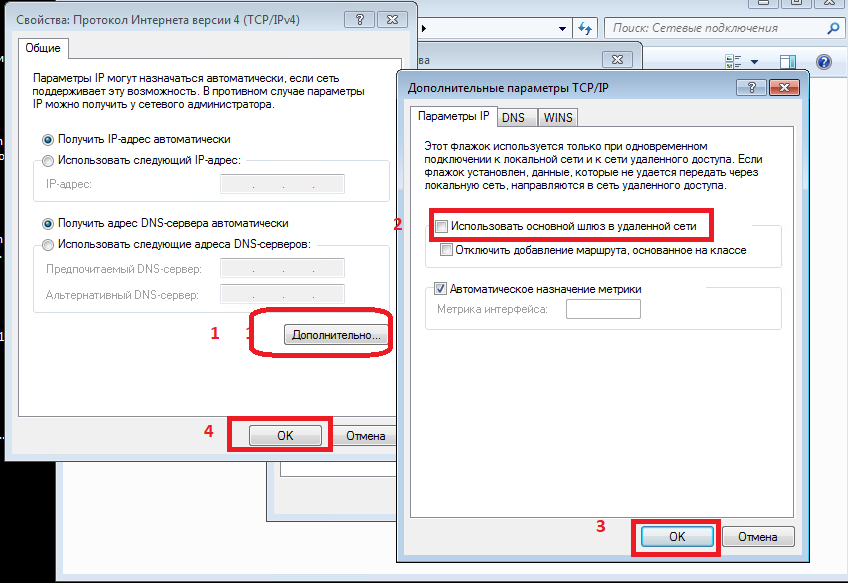 Свойства: Протокол Интернета версии 4 (TCP/IPv4)
Общие
Параметры IP могут назначаться автоматически, если сеть
поддерживает эту возможность. В противном случае параметры
IP можно получить у сетевого администратора.
Получить IP-адрес автоматически
Использовать следующий IP-адрес:
IP-адрес:
Получить адрес DNS-сервера автоматически
Использовать следующие адреса DNS-серверов:
Предпочитаемый DNS-сервер:
Альтернативный DNS-сервер:
1
Дополнительно...
4
OK
Отмена
Поиск: Сетевые подключения
ва
Дополнительные параметры TCP/IP
Параметры IP
DNS
WINS
Этот флажок используется только при одновременном
подключении к локальной сети и к сети удаленного доступа. Если
флажок установлен, данные, которые не удается передать через
локальную сеть, направляются в сеть удаленного доступа.
2
Использовать основной шлюз в удаленной сети
Отключить добавление маршрута, основанное на классе
Автоматическое назначение метрики
Метрика интерфейса:
3
OK
Отмена